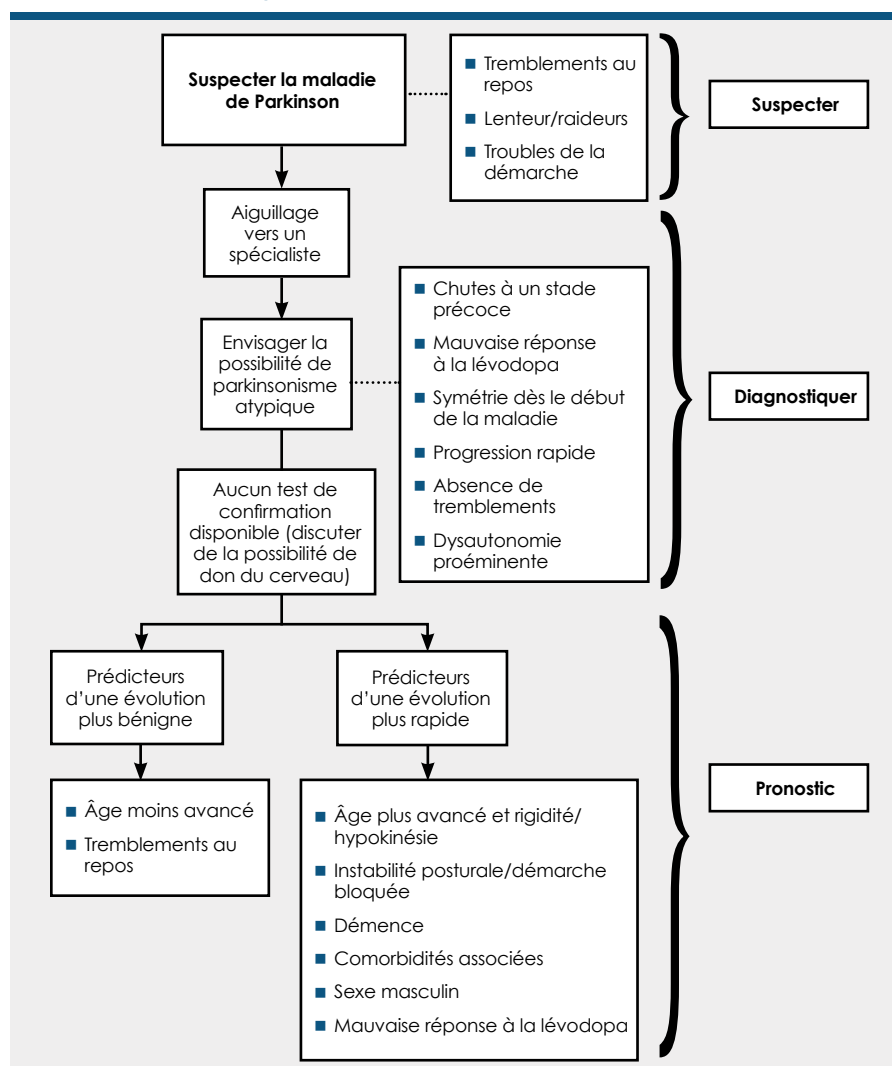 Suspecter la maladie
de Parkinson
■ Tremblements au
repos
■ Lenteur/raideurs
■ Troubles de la
démarche
Suspecter
Aiguillage
vers un
spécialiste
Envisager la
possibilité de
parkinsonisme
atypique
■ Chutes à un stade
précoce
■ Mauvaise réponse
à la lévodopa
■ Symétrie dès le début
de la maladie
■ Progression rapide
■ Absence de
tremblements
■ Dysautonomie
proéminente
Diagnostiquer
Aucun test de
confirmation
disponible (discuter
de la possibilité de
don du cerveau)
Prédicteurs
d'une évolution
plus bénigne
Prédicteurs
d'une évolution
plus rapide
■ Âge moins avancé
■ Tremblements au
repos
■ Âge plus avancé et rigidité/
hypokinésie
■ Instabilité posturale/démarche
bloquée
■ Démence
■ Comorbidités associées
■ Sexe masculin
■ Mauvaise réponse à la lévodopa
Pronostic